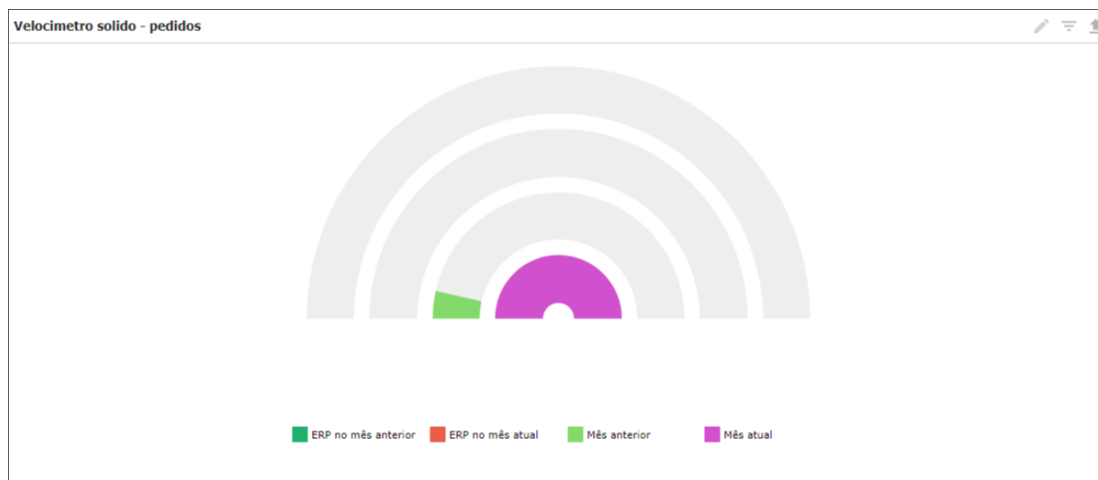 Velocimetro solido - pedidos
ERP no mês anterior ERP no mês atual Mês anterior Mês atual